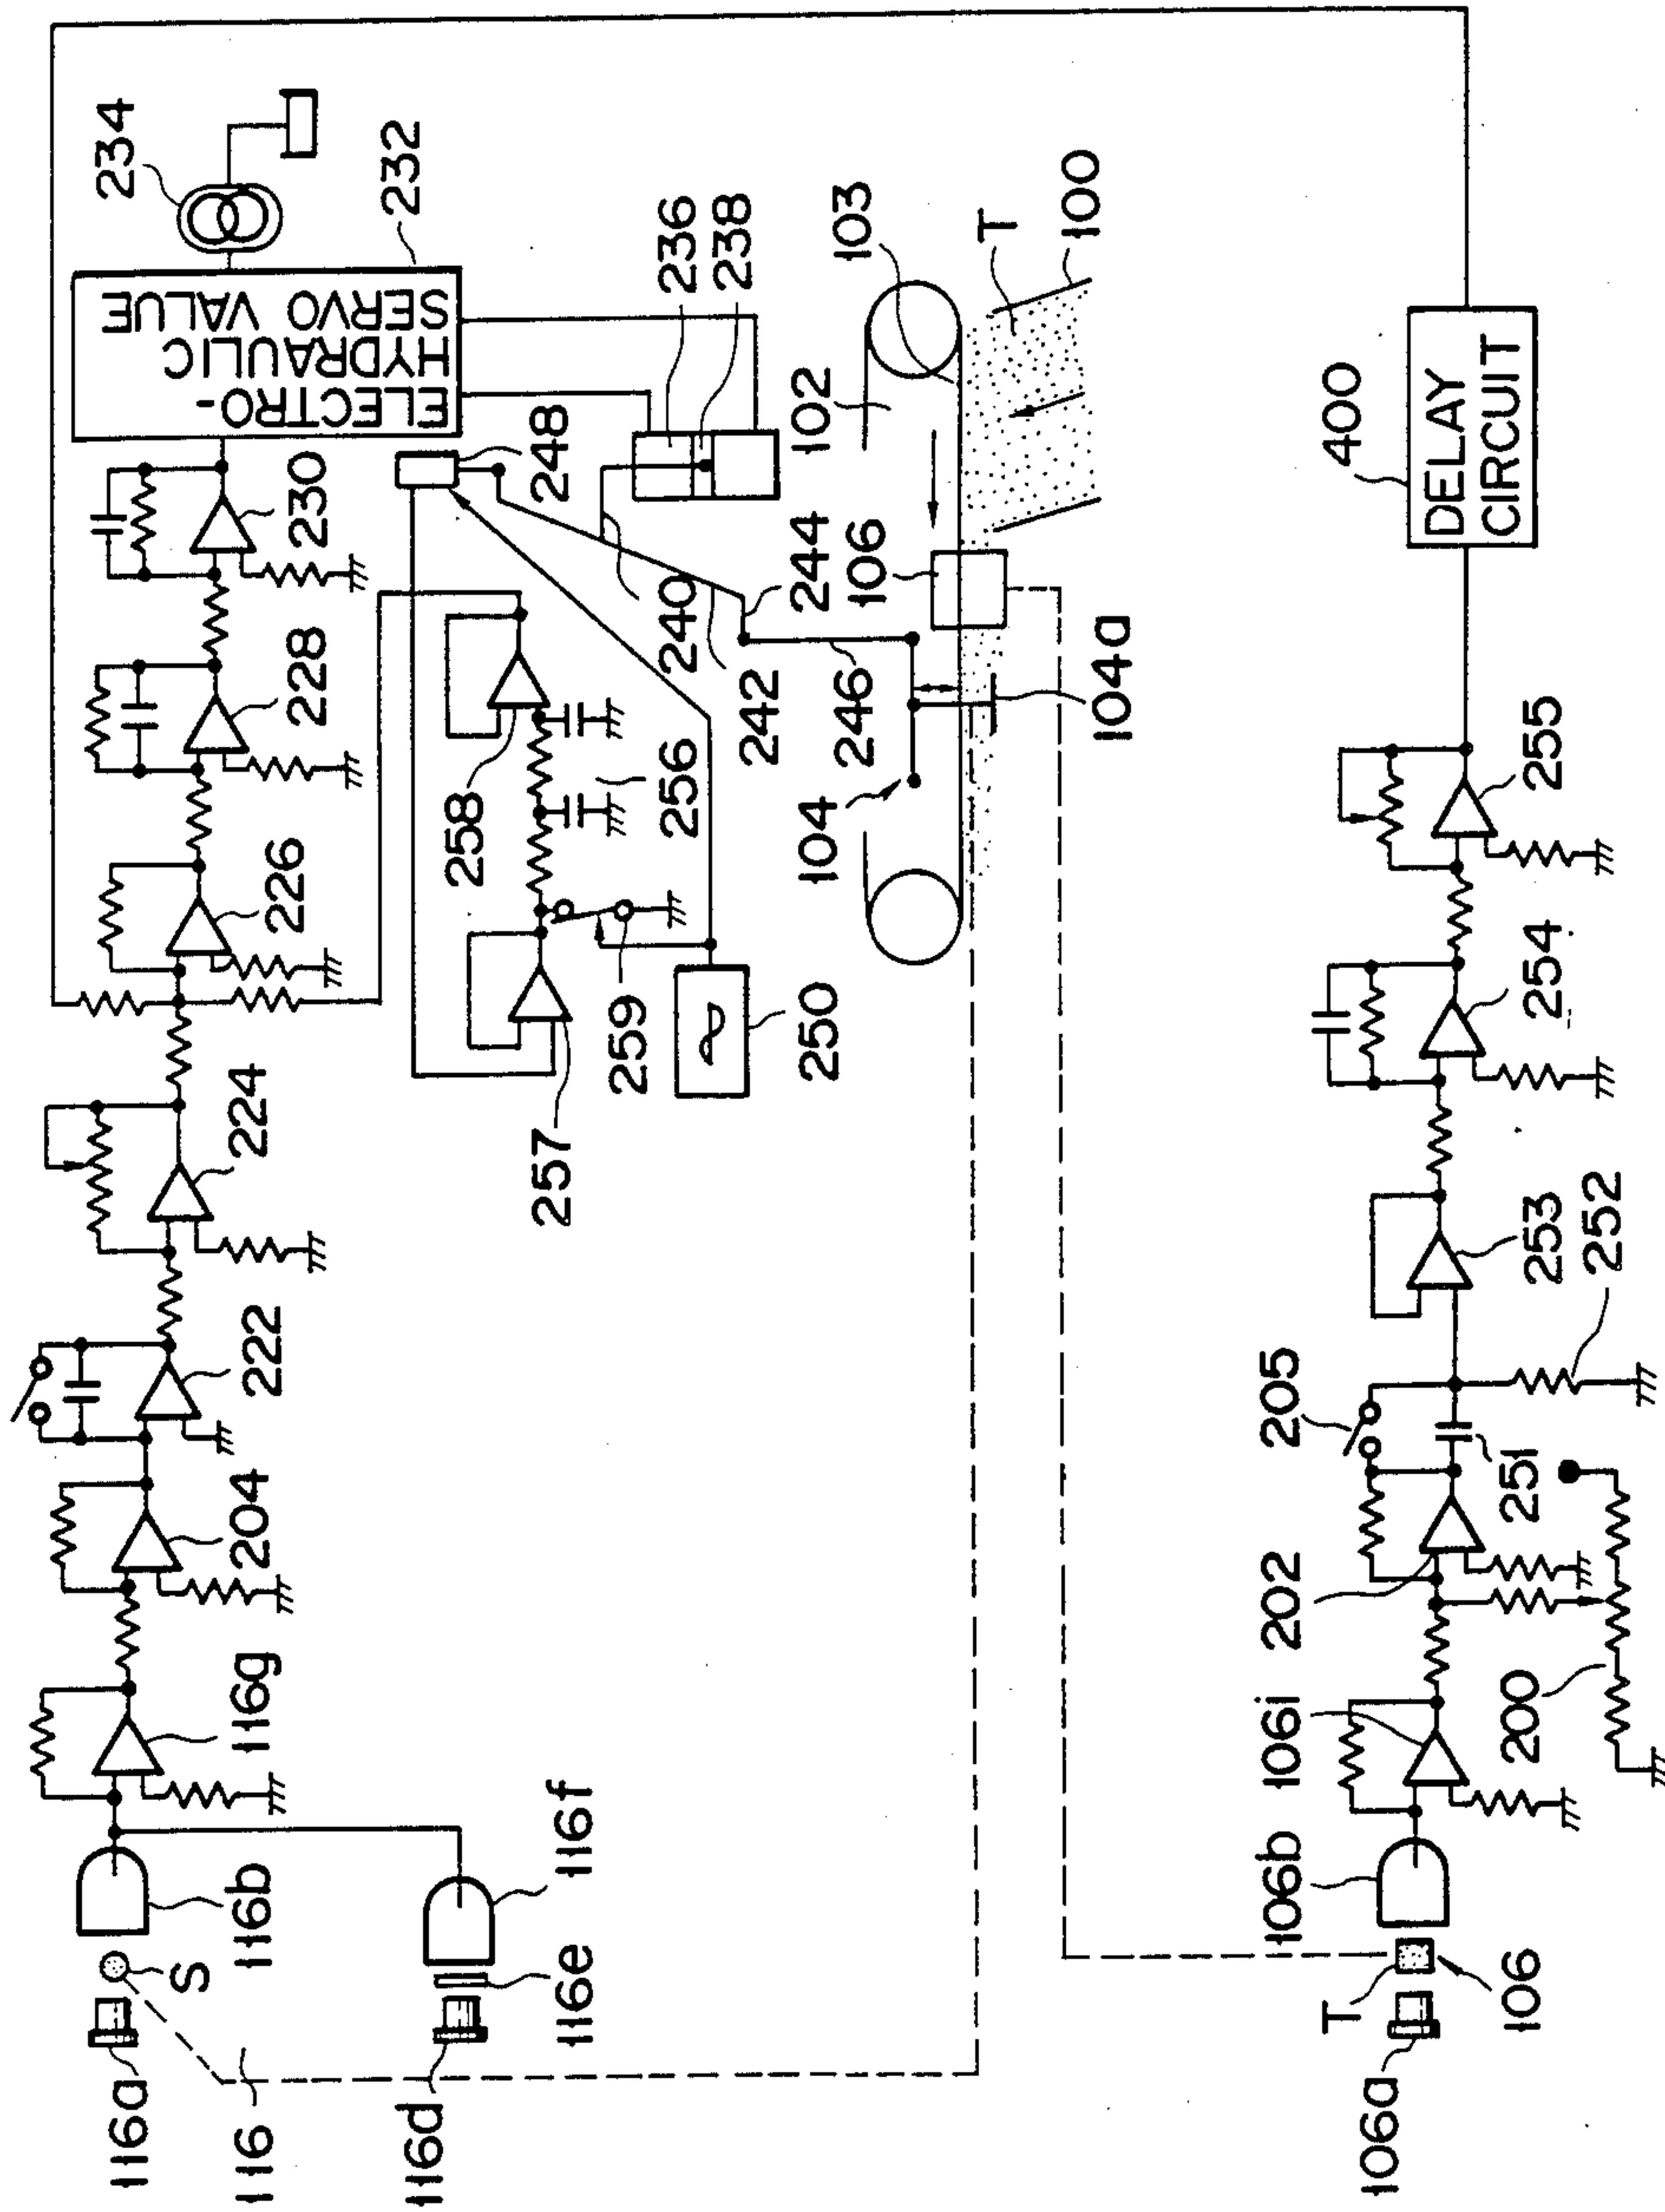 234
232
ELECTRO-
HYDRAULIC
SERVO VALUE
230
228
226
224
222
204
116g
116b
S
116a
116
116f
116e
116d
248
236
238
240
242
244
246
258
256
259
257
250
102
103
T
100
106
104
104a
400
DELAY
CIRCUIT
255
254
253
252
205
251
202
200
106i
106b
T
106
106a